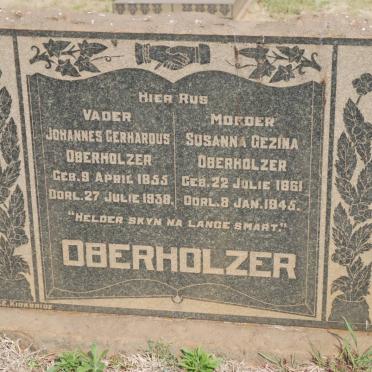 Hier Rus
Vader
Johannes Gerhardus
Oberholzer
Geb. 9 April 1855
Oorl. 27 Julie 1938.
Moeder
Susanna Gezina
Oberholzer
Geb. 22 Julie 1861
Oorl. 8 Jan. 1945.
"Helder skyn na lange smart."
Oberholzer
Kirkbride